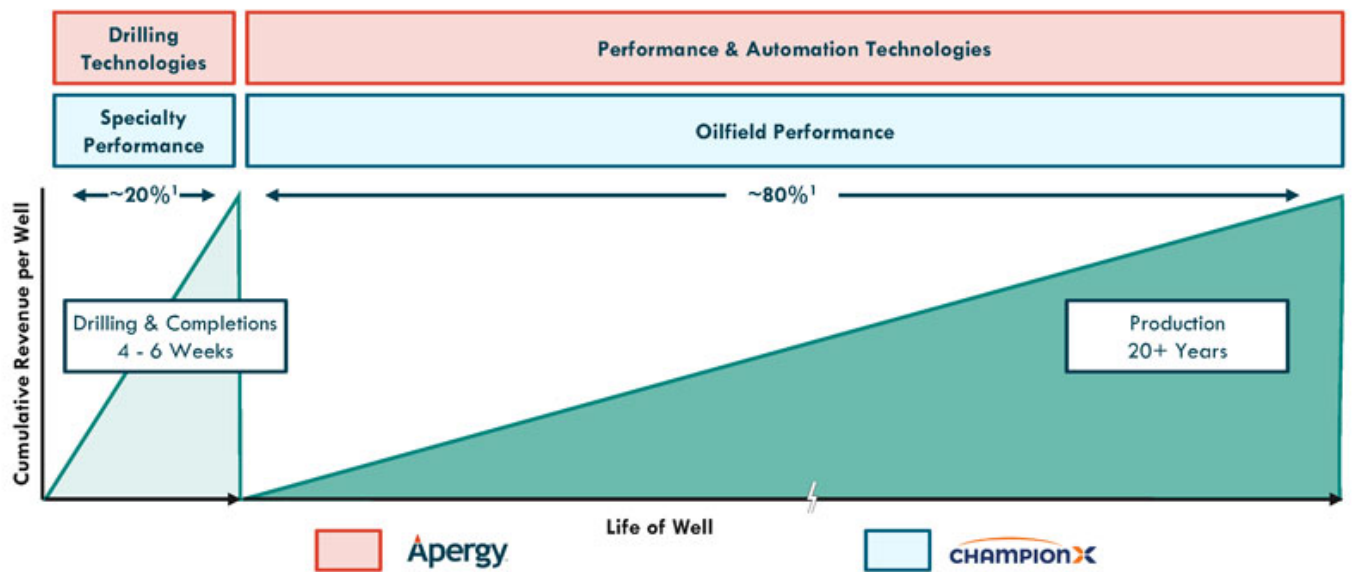 Drilling
Technologies
Performance & Automation Technologies
Specialty
Performance
Oilfield Performance
~20%¹
~80%¹
Cumulative Revenue per Well
Drilling & Completions
4 - 6 Weeks
Production
20+ Years
Life of Well
Apergy
CHAMPIONX